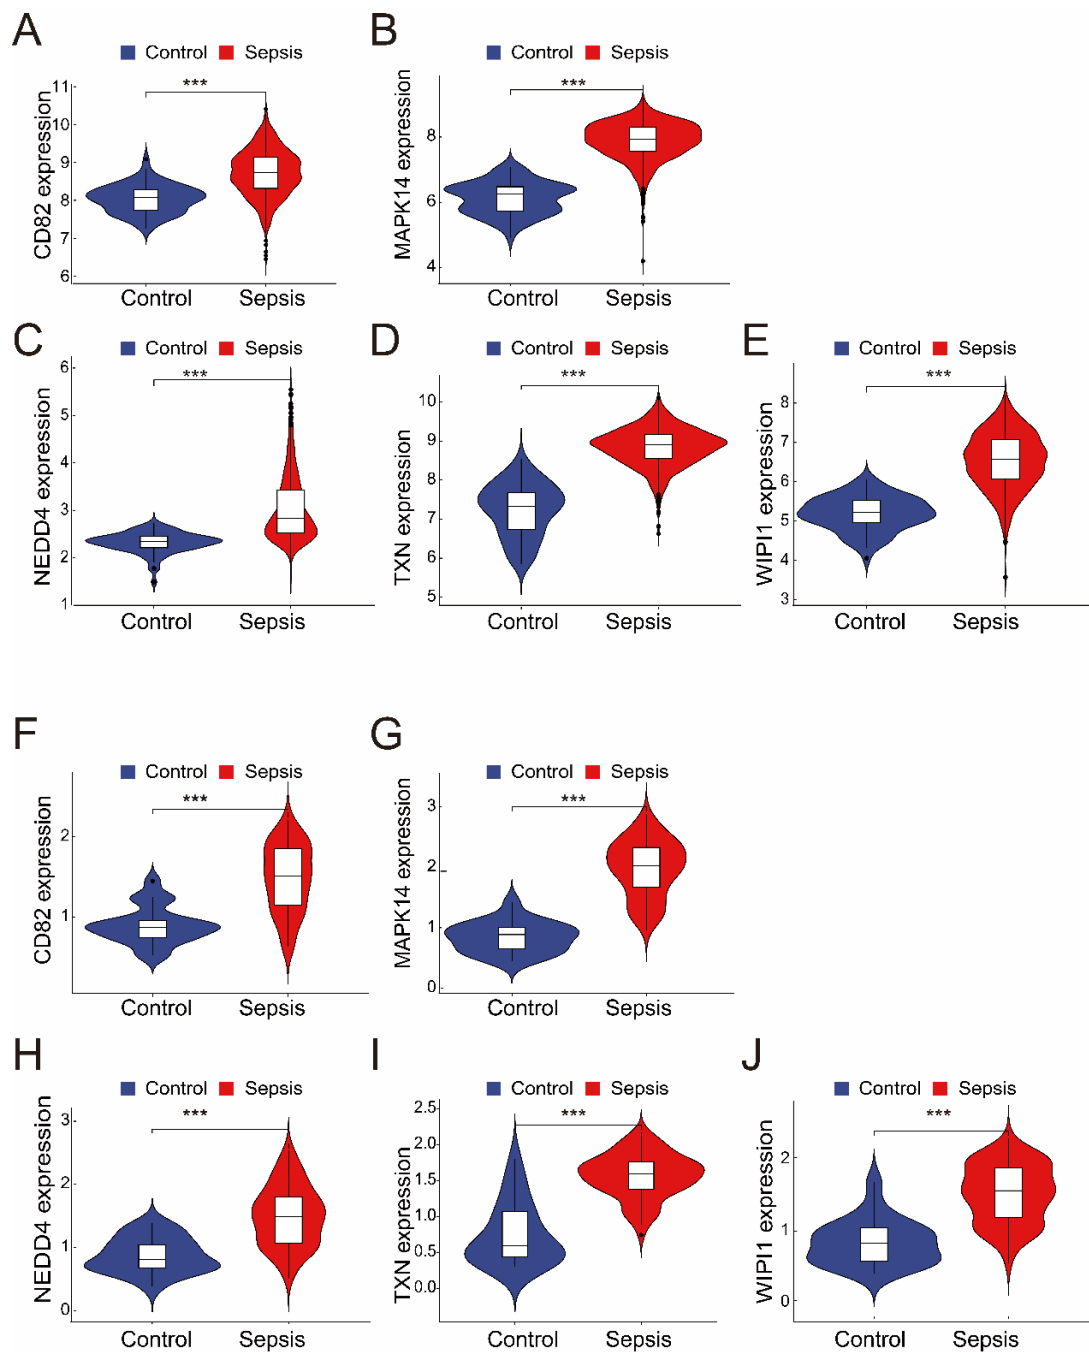 A
Control Sepsis
***
CD82 expression
11
10
9
8
7
6
Control Sepsis
B
Control Sepsis
***
MAPK14 expression
8
6
4
Control Sepsis
C
Control Sepsis
***
NEDD4 expression
6
5
4
3
2
1
Control Sepsis
D
Control Sepsis
***
TXN expression
10
9
8
7
6
5
Control Sepsis
E
Control Sepsis
***
WIPI1 expression
8
7
6
5
4
3
Control Sepsis
F
Control Sepsis
***
CD82 expression
2
1
Control Sepsis
G
Control Sepsis
***
MAPK14 expression
3
2
1
0
Control Sepsis
H
Control Sepsis
***
NEDD4 expression
3
2
1
0
Control Sepsis
I
Control Sepsis
***
TXN expression
2.5
2.0
1.5
1.0
0.5
0.0
Control Sepsis
J
Control Sepsis
***
WIPI1 expression
2
1
0
Control Sepsis